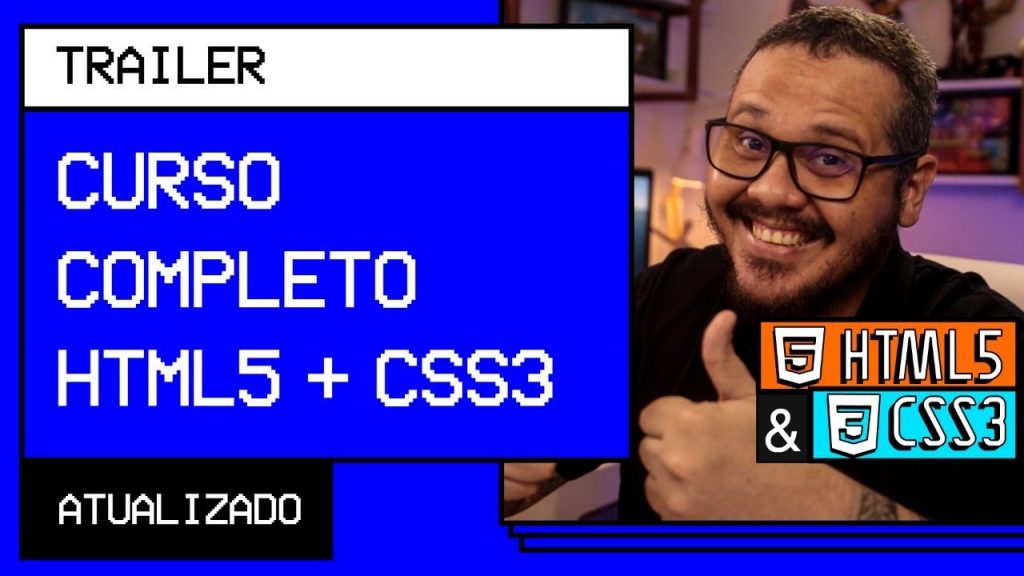 TRAILER
CURSO
COMPLETO
HTML5 + CSS3
ATUALIZADO
HTML5
& CSS3